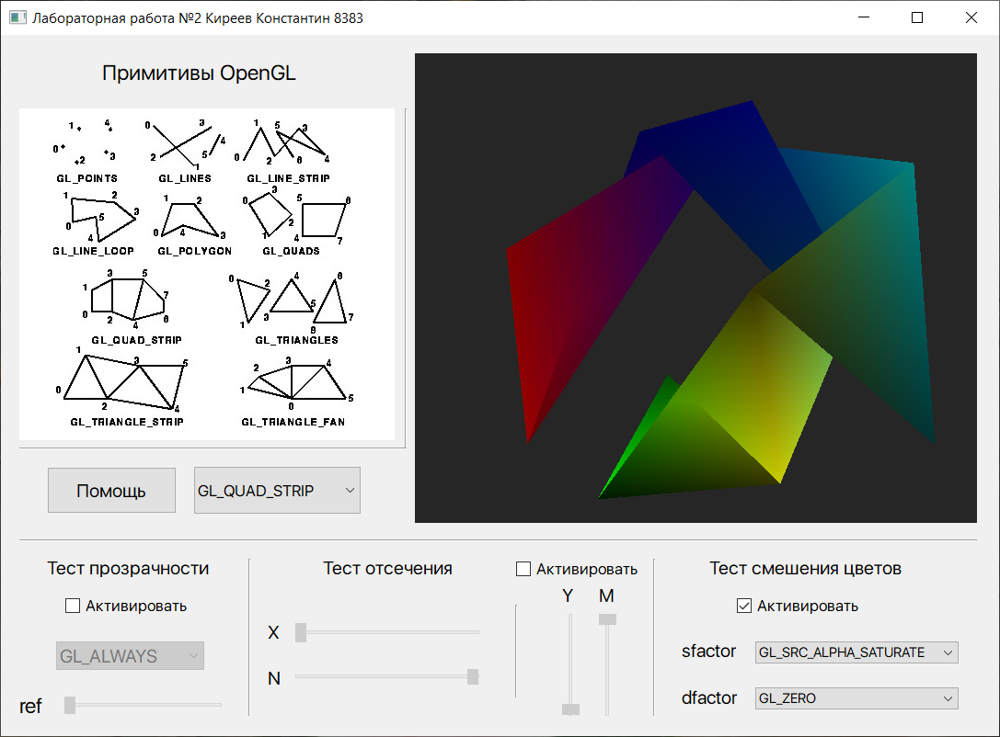 Лабораторная работа №2 Киреев Константин 8383
Примитивы OpenGL
1 4 0 3 1 5 3
0 3 2 4 5 0 2 6 4
2 1
GL_POINTS GL_LINES GL_LINE_STRIP
1 2 3 1 2 0 3 5 6
0 5 4 0 4 3 1 2 4 7
GL_LINE_LOOP GL_POLYGON GL_QUADS
3 5 0 2 4 6
1 7
0 2 4 6 1 3 5 8 7
GL_QUAD_STRIP GL_TRIANGLES
1 3 5 2 3 4
0 2 4 1 0 5
GL_TRIANGLE_STRIP GL_TRIANGLE_FAN
Помощь GL_QUAD_STRIP
Тест прозрачности
Активировать
GL_ALWAYS
ref
Тест отсечения
Активировать
Y M
X
N
Тест смешения цветов
Активировать
sfactor GL_SRC_ALPHA_SATURATE
dfactor GL_ZERO